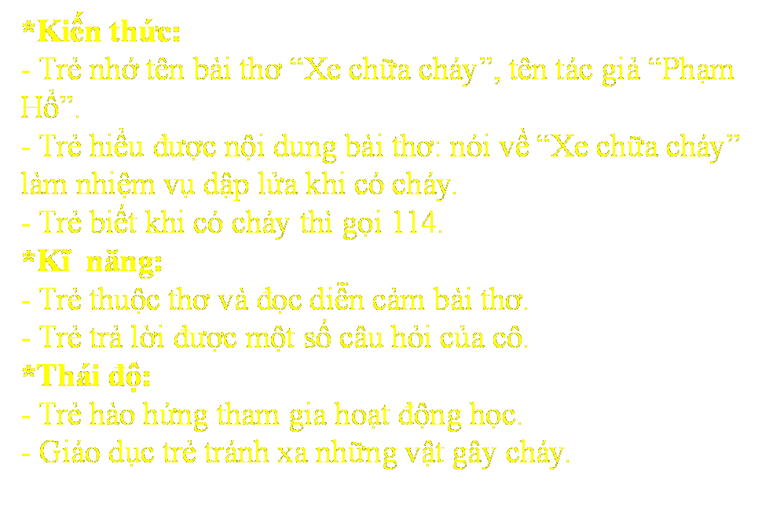 *Kiến thức:
- Trẻ nhớ tên bài thơ “Xe chữa cháy”, tên tác giả “Phạm
Hổ”.
- Trẻ hiểu được nội dung bài thơ: nói về “Xe chữa cháy”
làm nhiệm vụ dập lửa khi có cháy.
- Trẻ biết khi có cháy thì gọi 114.
*Kĩ năng:
- Trẻ thuộc thơ và đọc diễn cảm bài thơ.
- Trẻ trả lời được một số câu hỏi của cô.
*Thái độ:
- Trẻ hào hứng tham gia hoạt động học.
- Giáo dục trẻ tránh xa những vật gây cháy.